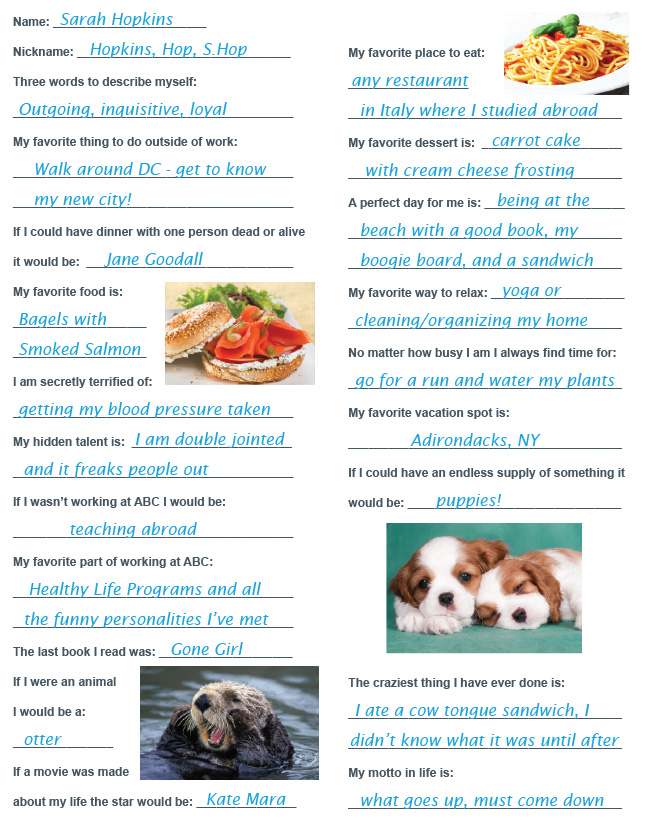 Name: Sarah Hopkins
Nickname: Hopkins, Hop, S.Hop
Three words to describe myself:
Outgoing, inquisitive, loyal
My favorite thing to do outside of work:
Walk around DC - get to know
my new city!
If I could have dinner with one person dead or alive
it would be: Jane Goodall
My favorite food is:
Bagels with
Smoked Salmon
I am secretly terrified of:
getting my blood pressure taken
My hidden talent is: I am double jointed
and it freaks people out
If I wasn't working at ABC I would be:
teaching abroad
My favorite part of working at ABC:
Healthy Life Programs and all
the funny personalities I've met
The last book I read was: Gone Girl
If I were an animal
I would be a:
otter
If a movie was made
about my life the star would be: Kate Mara
My favorite place to eat:
any restaurant
in Italy where I studied abroad
My favorite dessert is: carrot cake
with cream cheese frosting
A perfect day for me is: being at the
beach with a good book, my
boogie board, and a sandwich
My favorite way to relax: yoga or
cleaning/organizing my home
No matter how busy I am I always find time for:
go for a run and water my plants
My favorite vacation spot is:
Adirondacks, NY
If I could have an endless supply of something it
would be: puppies!
The craziest thing I have ever done is:
I ate a cow tongue sandwich, I
didn't know what it was until after
My motto in life is:
what goes up, must come down